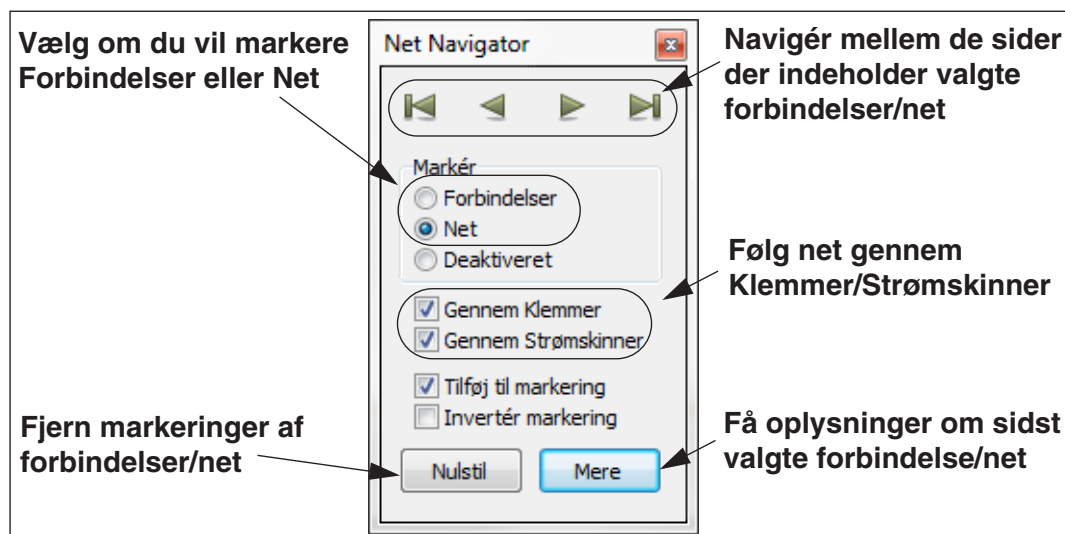 Vælg om du vil markere
Forbindelser eller Net
Net Navigator
Navigér mellem de sider
der indeholder valgte
forbindelser/net
Markér
Forbindelser
Net
Deaktiveret
Følg net gennem
Klemmer/Strømskinner
Gennem Klemmer
Gennem Strømskinner
Tilføj til markering
Invertér markering
Fjern markeringer af
forbindelser/net
Få oplysninger om sidst
valgte forbindelse/net
Nulstil
Mere